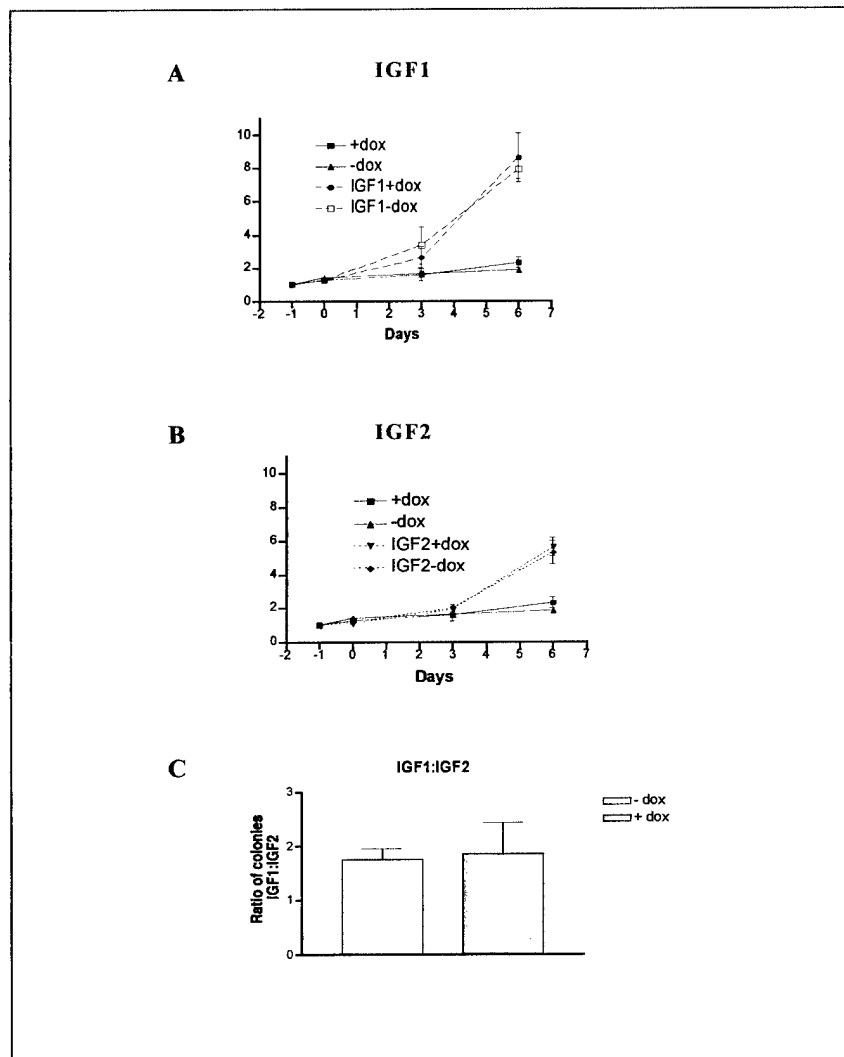 A
IGF1
10
8
6
4
2
0
+dox
-dox
IGF1+dox
IGF1-dox
-2 -1 0 1 2 3 4 5 6 7
Days
B
IGF2
10
8
6
4
2
0
+dox
-dox
IGF2+dox
IGF2-dox
-2 -1 0 1 2 3 4 5 6 7
Days
C
IGF1:IGF2
Ratio of colonies
IGF1:IGF2
3
2
1
0
- dox
+ dox